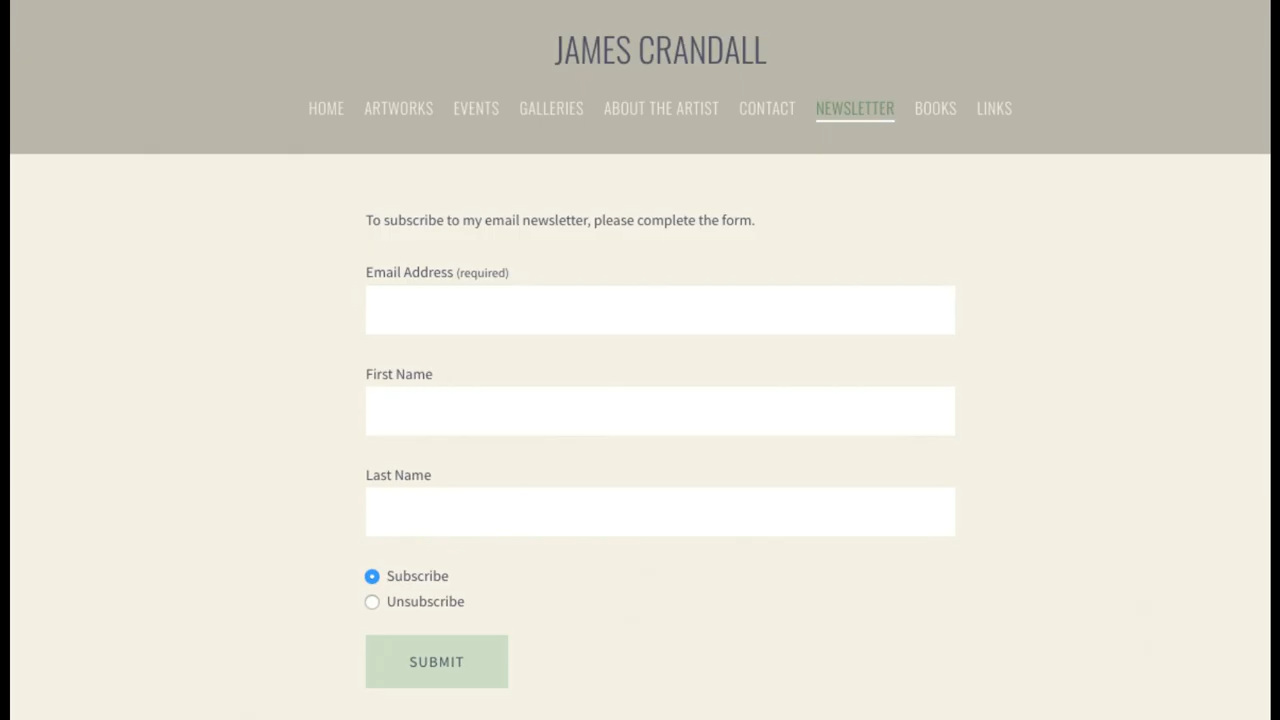 JAMES CRANDALL
HOME ARTWORKS EVENTS GALLERIES ABOUT THE ARTIST CONTACT NEWSLETTER BOOKS LINKS
To subscribe to my email newsletter, please complete the form.
Email Address (required)
First Name
Last Name
Subscribe
Unsubscribe
SUBMIT